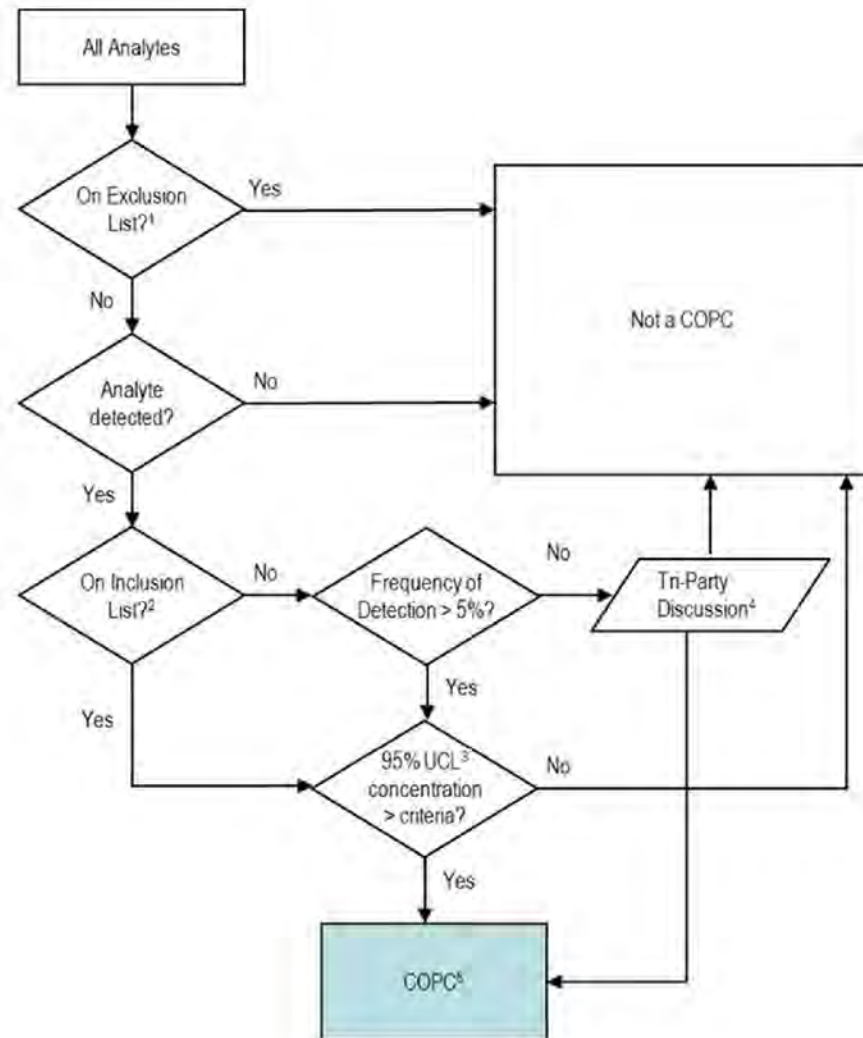 All Analytes
On Exclusion
List?¹
Yes
No
Not a COPC
Analyte
detected?
No
Yes
On Inclusion
List?²
No
Frequency of
Detection > 5%?
No
Tri-Party
Discussion⁴
Yes
Yes
95% UCL³
concentration
> criteria?
No
Yes
COPC⁵